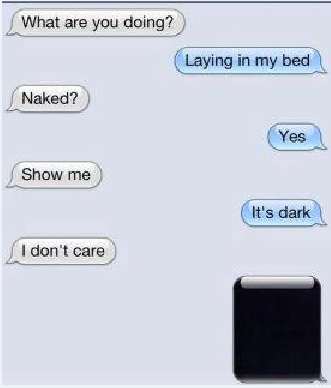 What are you doing?
Laying in my bed
Naked?
Yes
Show me
It's dark
I don't care